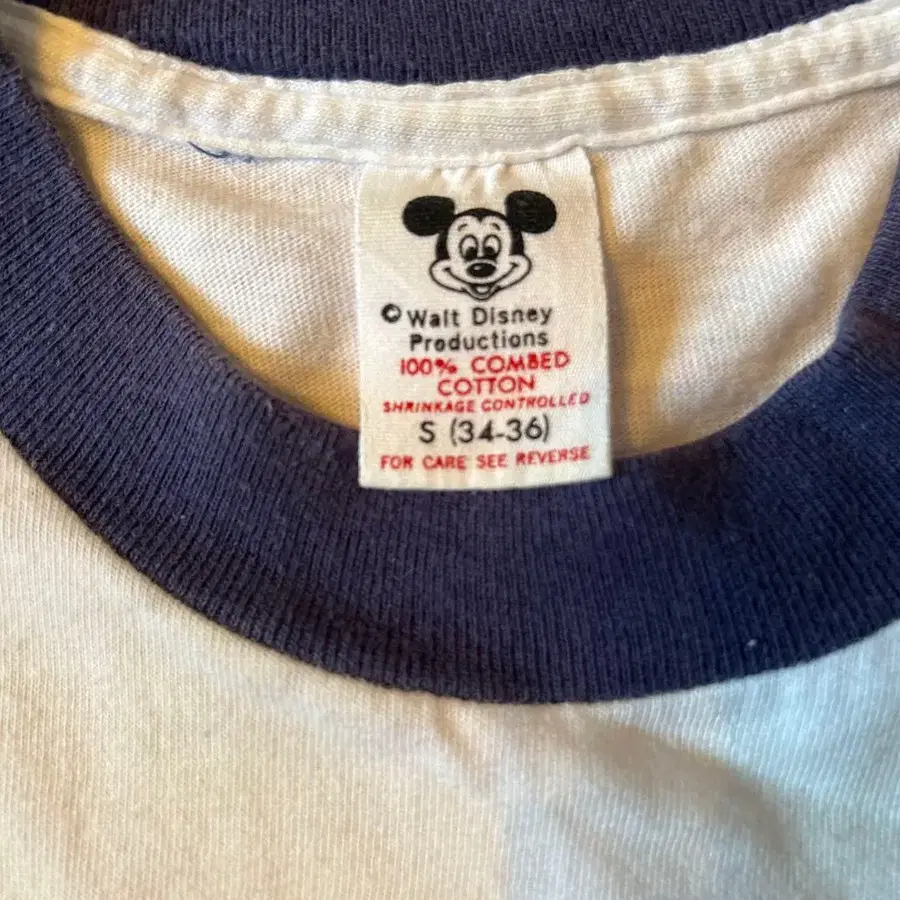 © Walt Disney
Productions
100% COMBED
COTTON
SHRINKAGE CONTROLLED
S (34-36)
FOR CARE SEE REVERSE